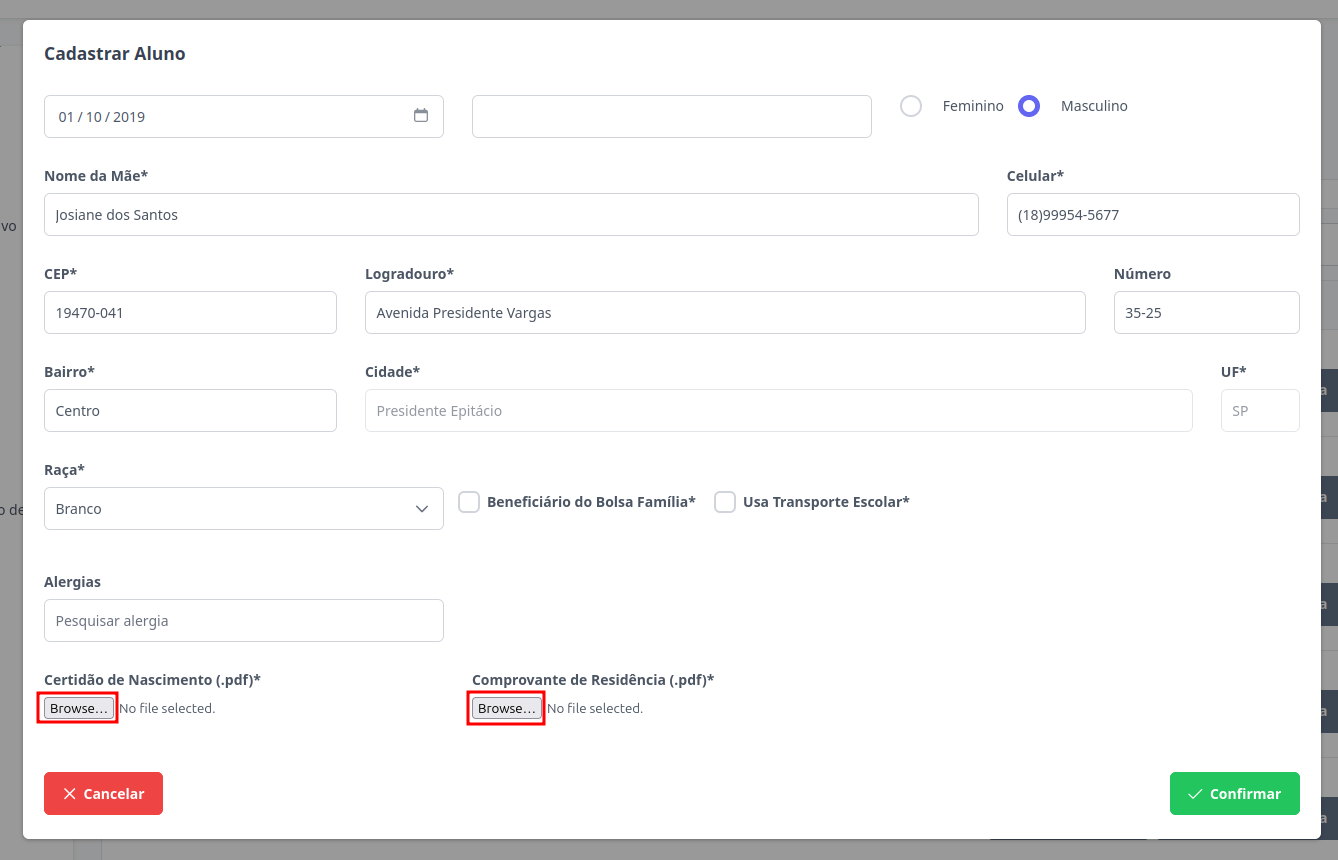 Cadastrar Aluno
01 / 10 / 2019
Feminino
Masculino
Nome da Mãe*
Celular*
Josiane dos Santos
(18)99954-5677
vo
CEP*
Logradouro*
Número
19470-041
Avenida Presidente Vargas
35-25
Bairro*
Cidade*
UF*
Centro
Presidente Epitácio
SP
a
Raça*
Branco
Beneficiário do Bolsa Família*
Usa Transporte Escolar*
a
o de
Alergias
a
Pesquisar alergia
Certidão de Nascimento (.pdf)*
Comprovante de Residência (.pdf)*
Browse… No file selected.
Browse… No file selected.
a
Cancelar
Confirmar
a